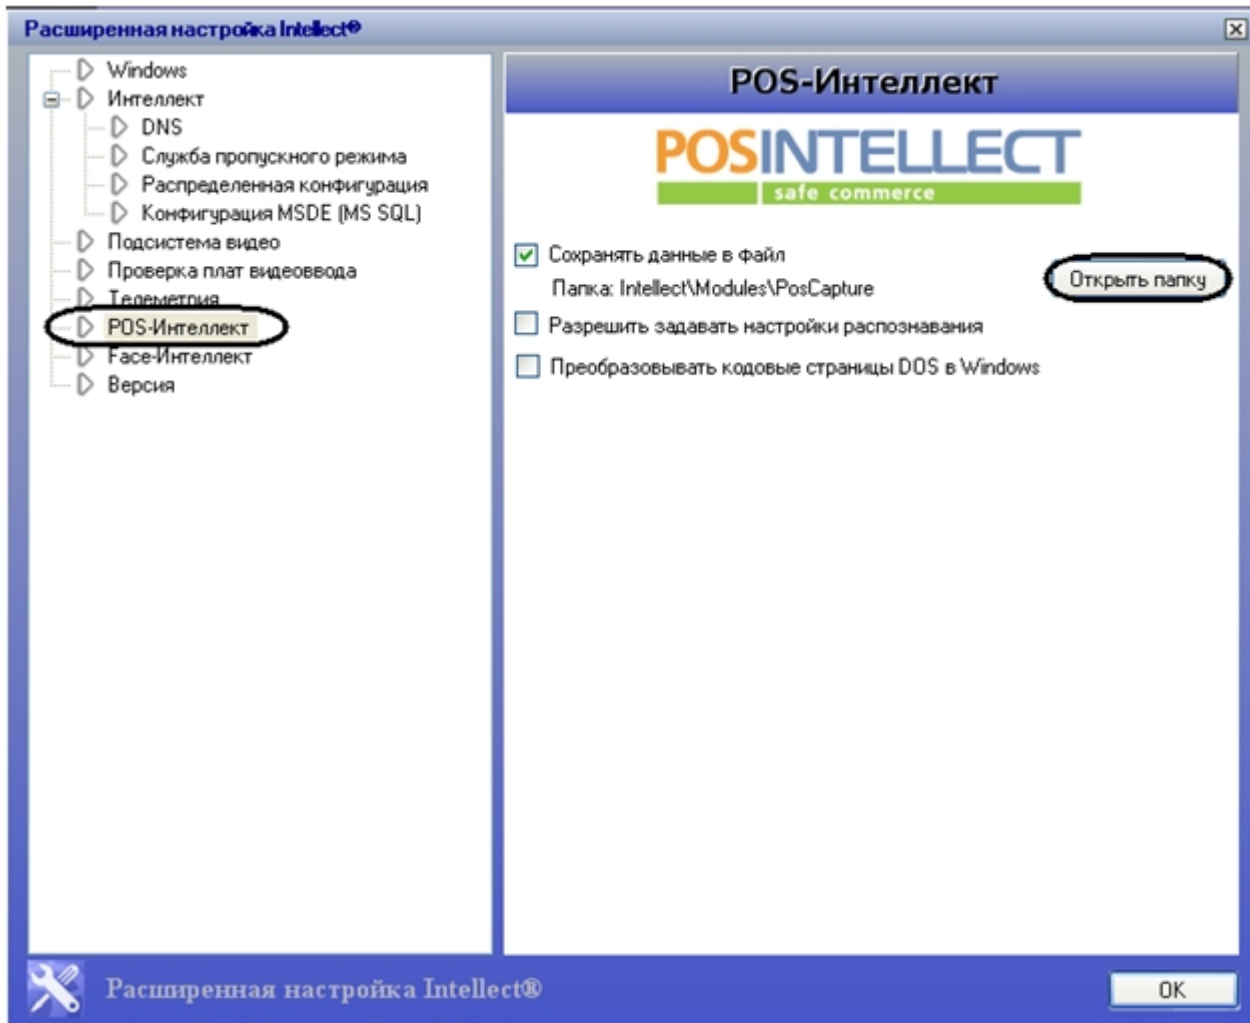 Расширенная настройка Intellect®
Windows
Интеллект
DNS
Служба пропускного режима
Распределенная конфигурация
Конфигурация MSDE (MS SQL)
Подсистема видео
Проверка плат видеоввода
Телеметрия
POS-Интеллект
Face-Интеллект
Версия
POS-Интеллект
POSINTELLECT
safe commerce
Сохранять данные в файл
Папка: Intellect\Modules\PosCapture
Открыть папку
Разрешить задавать настройки распознавания
Преобразовывать кодовые страницы DOS в Windows
Расширенная настройка Intellect®
OK